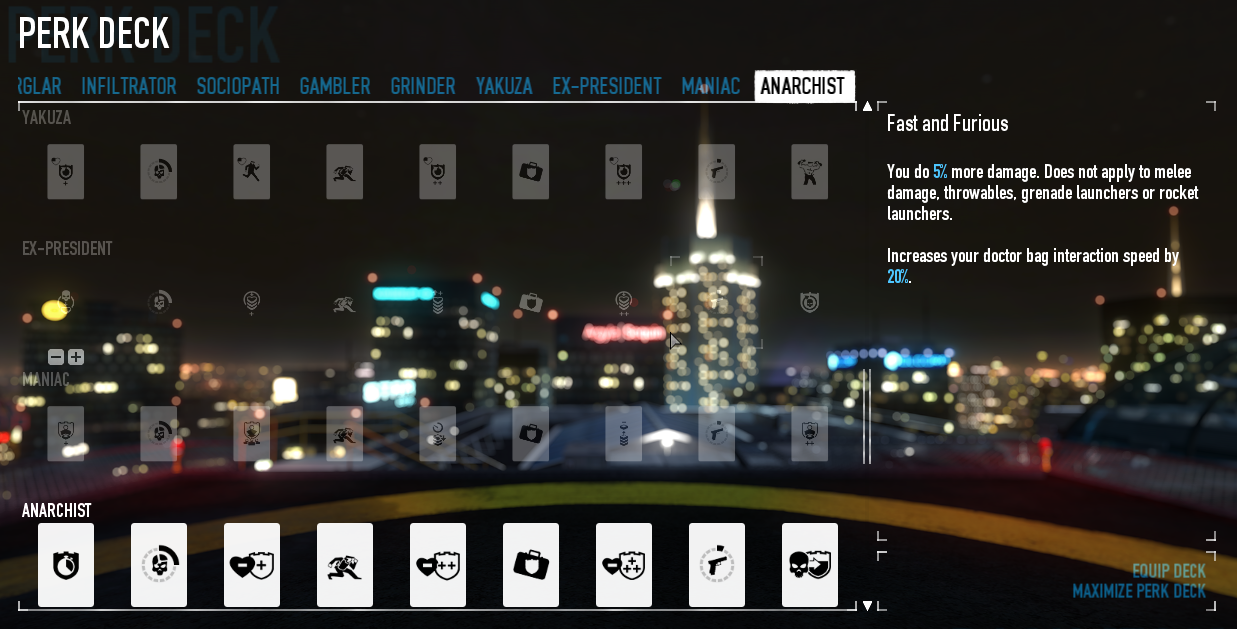 PERK DECK
RGLAR INFILTRATOR SOCIOPATH GAMBLER GRINDER YAKUZA EX-PRESIDENT MANIAC ANARCHIST
YAKUZA
EX-PRESIDENT
MANIAC
ANARCHIST
Fast and Furious
You do 5% more damage. Does not apply to melee
damage, throwables, grenade launchers or rocket
launchers.
Increases your doctor bag interaction speed by
20%.
EQUIP DECK
MAXIMIZE PERK DECK